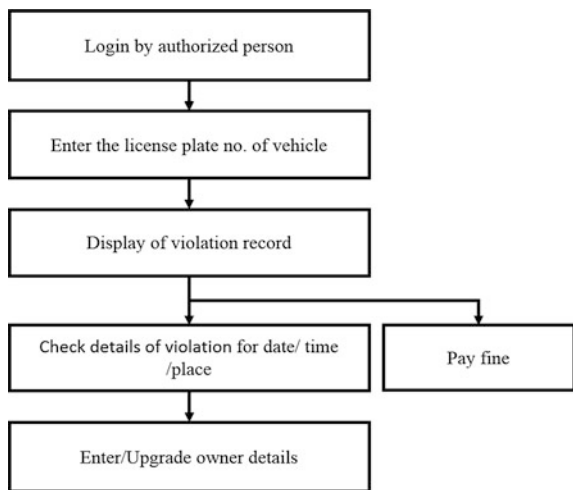 Login by authorized person
Enter the license plate no. of vehicle
Display of violation record
Check details of violation for date/ time
/place
Pay fine
Enter/Upgrade owner details